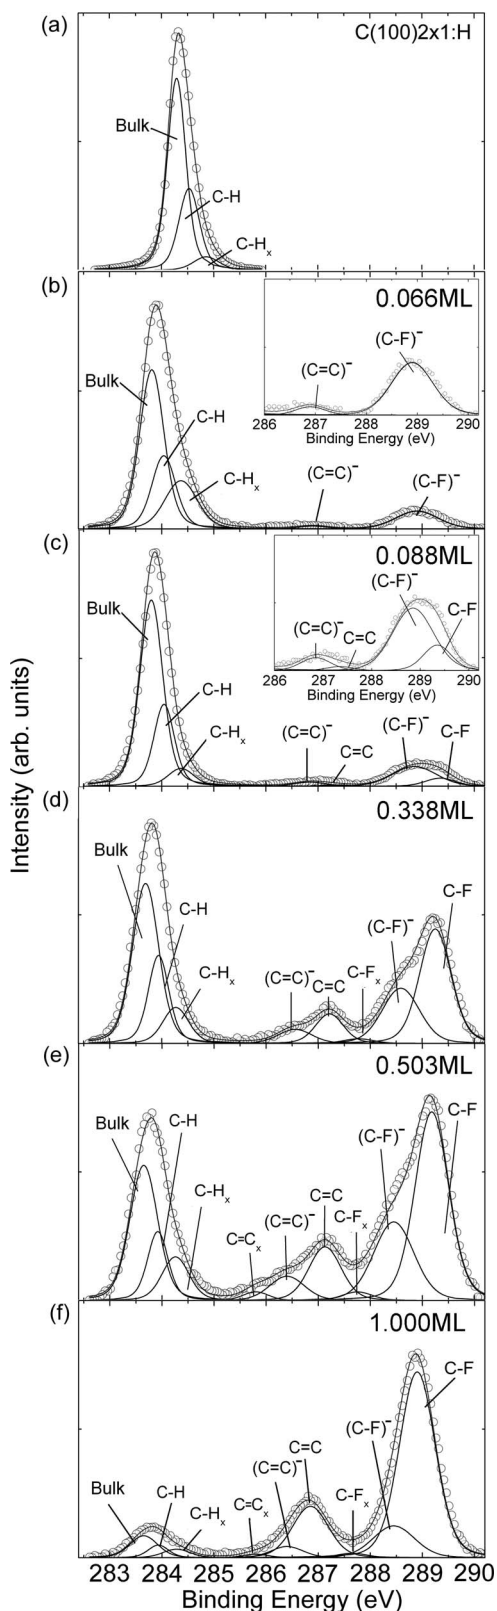 (a)
C(100)2x1:H
Bulk
C-H
C-Hx
(b)
0.066ML
Bulk
C-H
C-Hx
(C=C)⁻
(C-F)⁻
(C-F)⁻
(C=C)⁻
286 287 288 289 290
Binding Energy (eV)
(c)
0.088ML
Bulk
C-H
C-Hx
(C=C)⁻
C=C
(C-F)⁻
C-F
(C-F)⁻
C-F
(C=C)⁻
C=C
286 287 288 289 290
Binding Energy (eV)
Intensity (arb. units)
(d)
0.338ML
Bulk
C-H
C-Hx
(C=C)⁻
C=C
C-Fx
(C-F)⁻
C-F
(e)
0.503ML
Bulk
C-H
C-Hx
C=Cx
(C=C)⁻
C=C
C-Fx
(C-F)⁻
C-F
(f)
1.000ML
Bulk
C-H
C-Hx
C=Cx
(C=C)⁻
C=C
C-Fx
(C-F)⁻
C-F
283 284 285 286 287 288 289 290
Binding Energy (eV)